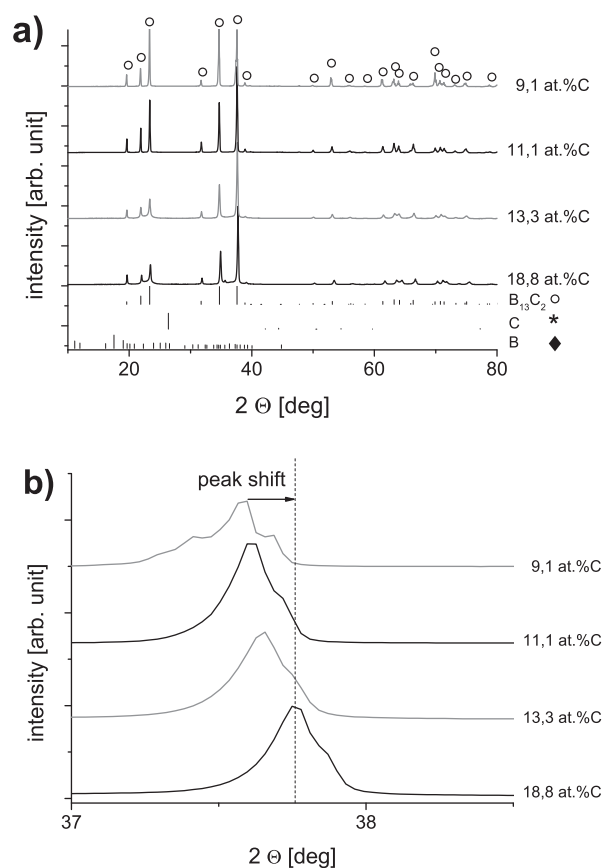 a)
intensity [arb. unit]
9,1 at.%C
11,1 at.%C
13,3 at.%C
18,8 at.%C
B13C2
C *
B
20 40 60 80
2 Θ [deg]
b)
peak shift
intensity [arb. unit]
9,1 at.%C
11,1 at.%C
13,3 at.%C
18,8 at.%C
37 38
2 Θ [deg]